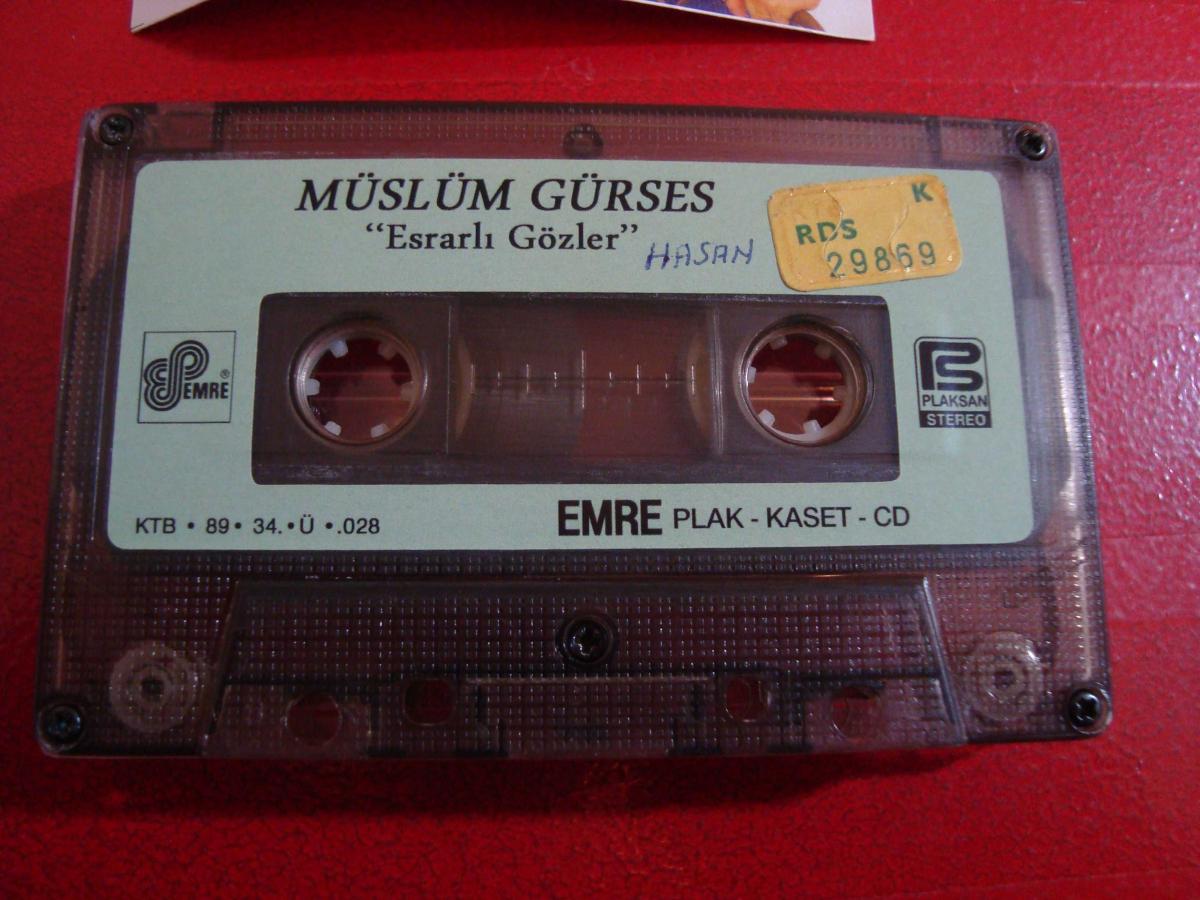 MÜSLÜM GÜRSES
“Esrarlı Gözler”
HASAN
K
RDS
29869
EMRE®
PLAKSAN
STEREO
KTB • 89 • 34. • Ü • .028
EMRE PLAK - KASET - CD